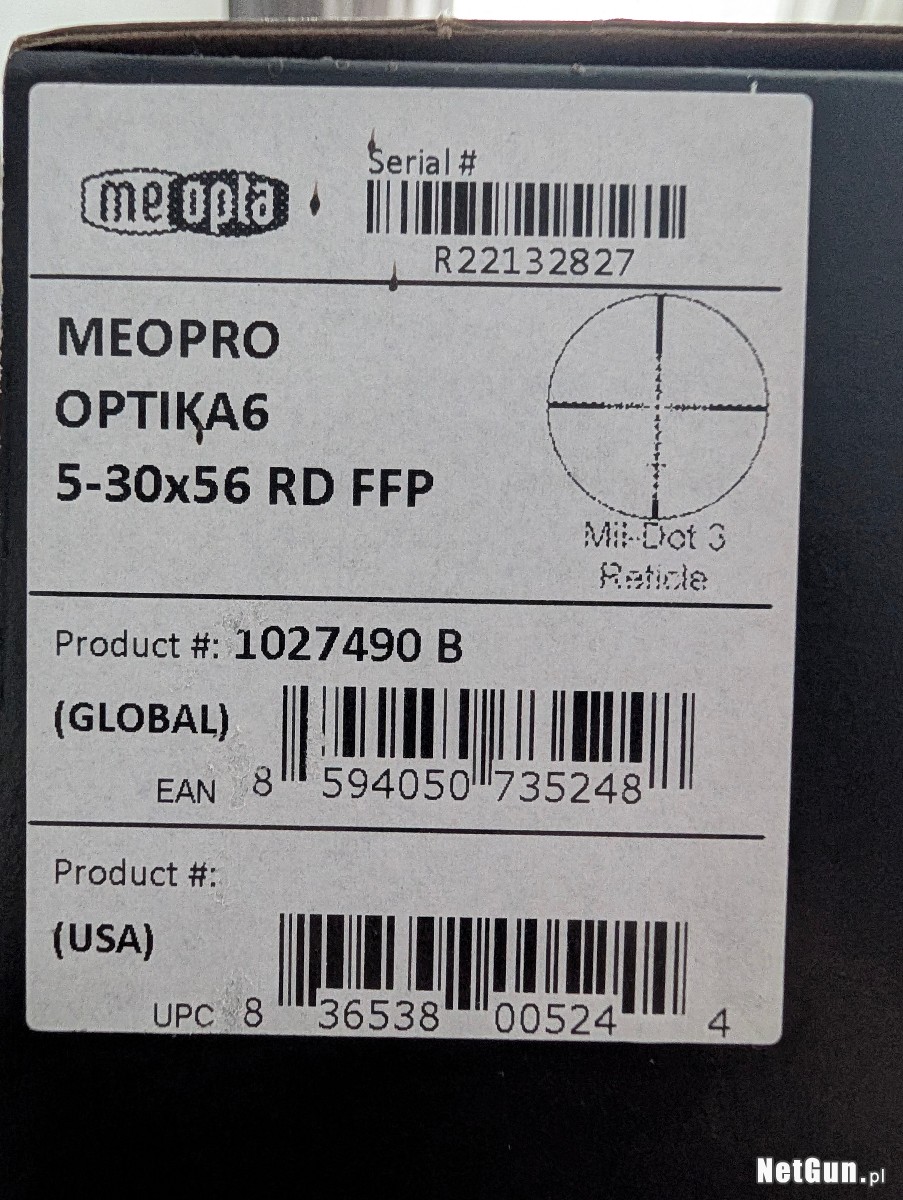 meopta
Serial #
R22132827
MEOPRO
OPTIKA6
5-30x56 RD FFP
Mil-Dot 3
Reticle
Product #: 1027490 B
(GLOBAL)
EAN 8 594050 735248
Product #:
(USA)
UPC 8 36538 00524 4
NetGun.pl